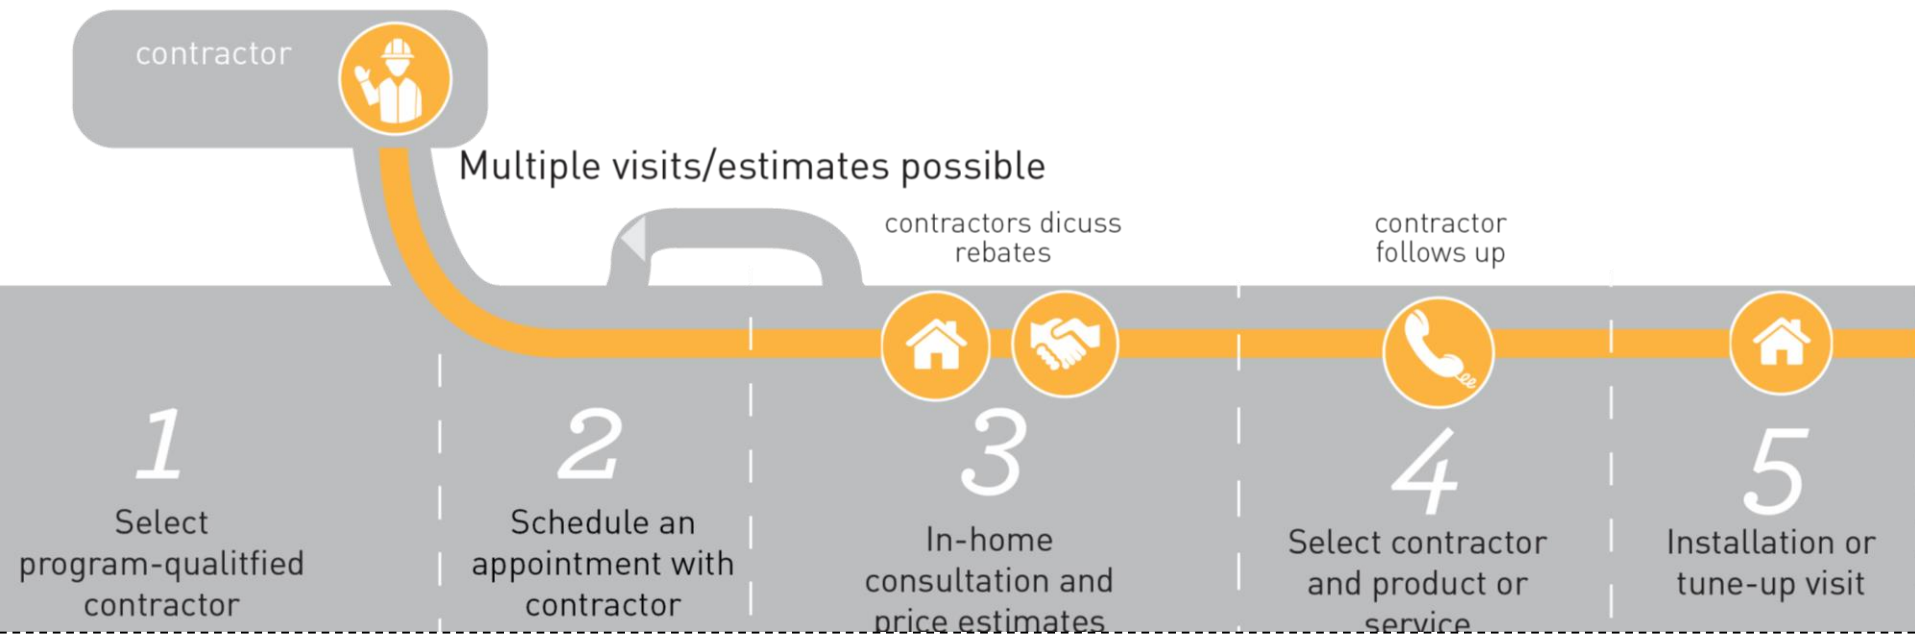 contractor
Multiple visits/estimates possible
contractors dicuss
rebates
contractor
follows up
1
Select
program-qualitfied
contractor
2
Schedule an
appointment with
contractor
3
In-home
consultation and
price estimates
4
Select contractor
and product or
service
5
Installation or
tune-up visit